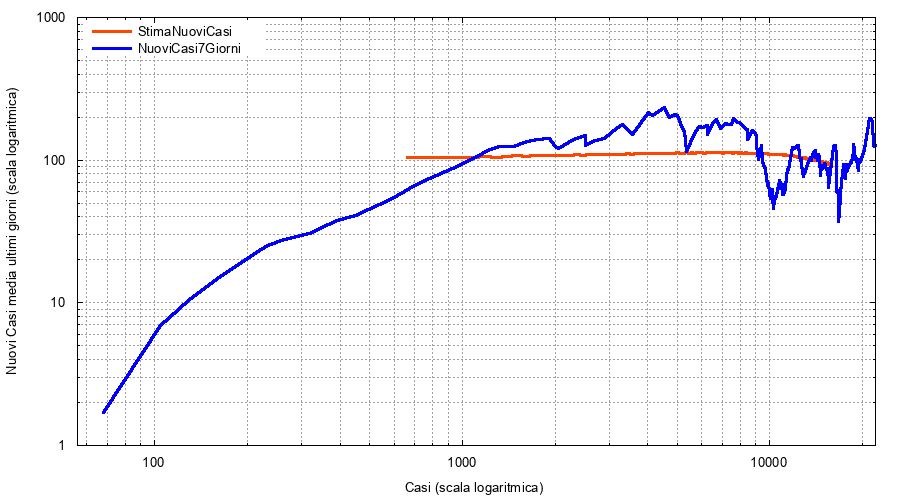 1000
100
10
1
StimaNuoviCasi
NuoviCasi7Giorni
Nuovi Casi media ultimi giorni (scala logaritmica)
100
1000
10000
Casi (scala logaritmica)